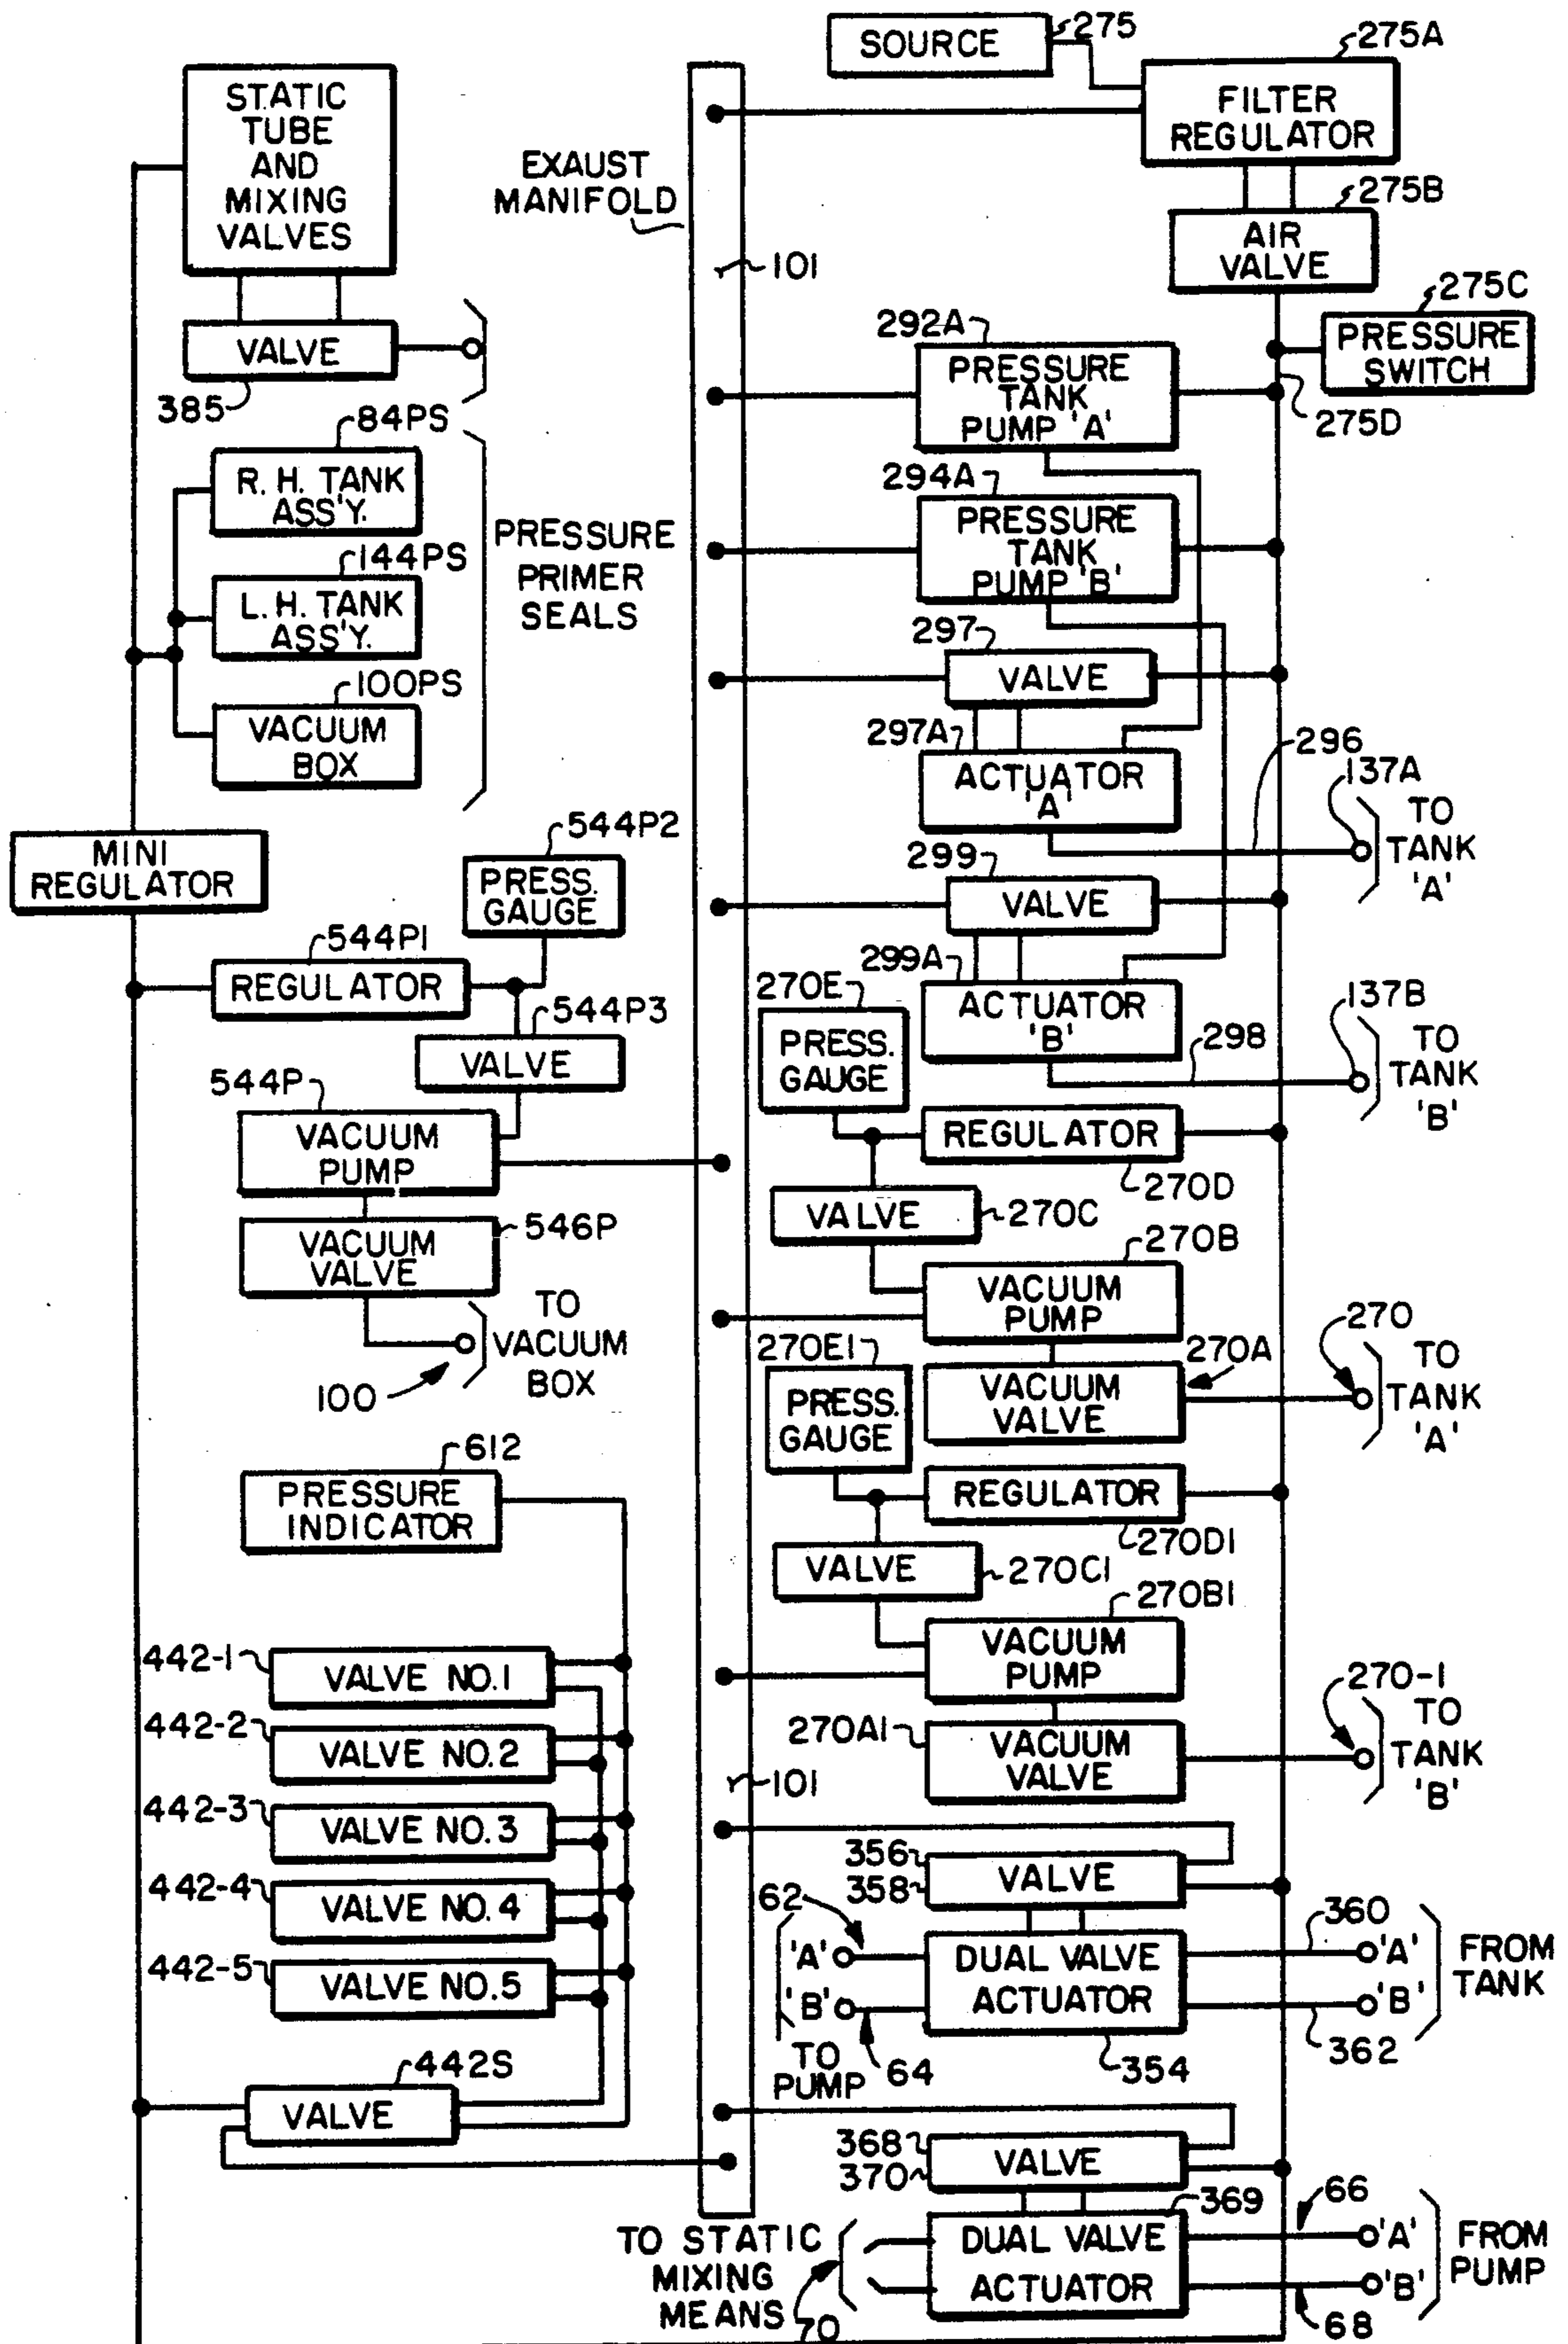 SOURCE
275
275A
FILTER
REGULATOR
275B
AIR
VALVE
275C
PRESSURE
SWITCH
275D
STATIC
TUBE
AND
MIXING
VALVES
EXAUST
MANIFOLD
101
VALVE
385
84PS
R. H. TANK
ASS'Y.
144PS
L. H. TANK
ASS'Y.
100PS
VACUUM
BOX
PRESSURE
PRIMER
SEALS
292A
PRESSURE
TANK
PUMP 'A'
294A
PRESSURE
TANK
PUMP 'B'
297
VALVE
297A
ACTUATOR
'A'
296
137A
TO
TANK
'A'
299
VALVE
299A
ACTUATOR
'B'
298
137B
TO
TANK
'B'
MINI
REGULATOR
544P2
PRESS.
GAUGE
544P1
REGULATOR
544P3
VALVE
544P
VACUUM
PUMP
546P
VACUUM
VALVE
TO
VACUUM
BOX
100
270E
PRESS.
GAUGE
REGULATOR
270D
VALVE
270C
270B
VACUUM
PUMP
270A
VACUUM
VALVE
270
TO
TANK
'A'
270E1
PRESS.
GAUGE
REGULATOR
270D1
VALVE
270C1
270B1
VACUUM
PUMP
270A1
VACUUM
VALVE
270-1
TO
TANK
'B'
612
PRESSURE
INDICATOR
442-1
VALVE NO.1
442-2
VALVE NO.2
442-3
VALVE NO.3
442-4
VALVE NO.4
442-5
VALVE NO.5
442S
VALVE
101
356
358
VALVE
62
'A'
'B'
TO
PUMP
64
DUAL VALVE
ACTUATOR
354
360
'A'
'B'
362
FROM
TANK
368
370
VALVE
369
DUAL VALVE
ACTUATOR
TO STATIC
MIXING
MEANS
70
66
'A'
'B'
68
FROM
PUMP